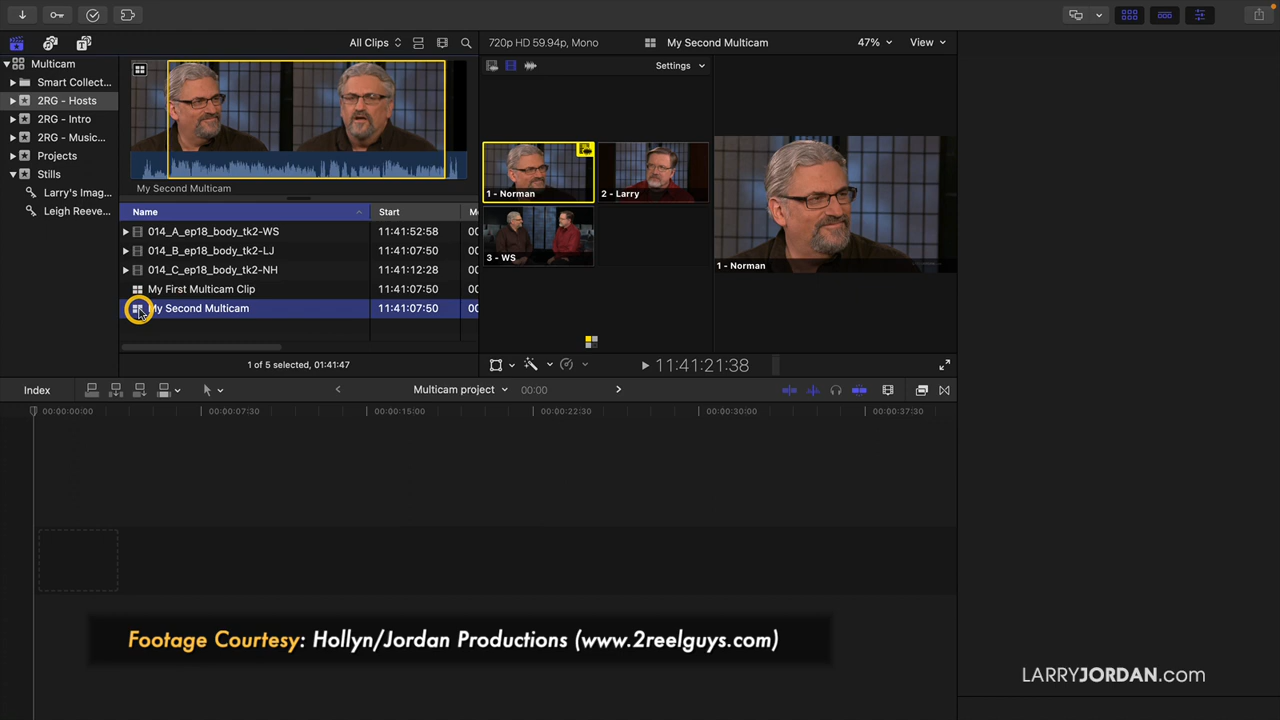 All Clips
720p HD 59.94p, Mono
My Second Multicam
47%
View
Multicam
Smart Collect...
2RG - Hosts
2RG - Intro
2RG - Music...
Projects
Stills
Larry's Imag...
Leigh Reeve...
My Second Multicam
Name
Start
014_A_ep18_body_tk2-WS
11:41:52:58
014_B_ep18_body_tk2-LJ
11:41:07:50
014_C_ep18_body_tk2-NH
11:41:12:28
My First Multicam Clip
My Second Multicam
11:41:07:50
1 of 5 selected, 01:41:47
Settings
1 - Norman
2 - Larry
3 - WS
1 - Norman
11:41:21:38
Index
Multicam project
00:00
00:00:00:00
00:00:07:30
00:00:15:00
00:00:22:30
00:00:30:00
00:00:37:30
Footage Courtesy: Hollyn/Jordan Productions (www.2reelguys.com)
LARRYJORDAN.com